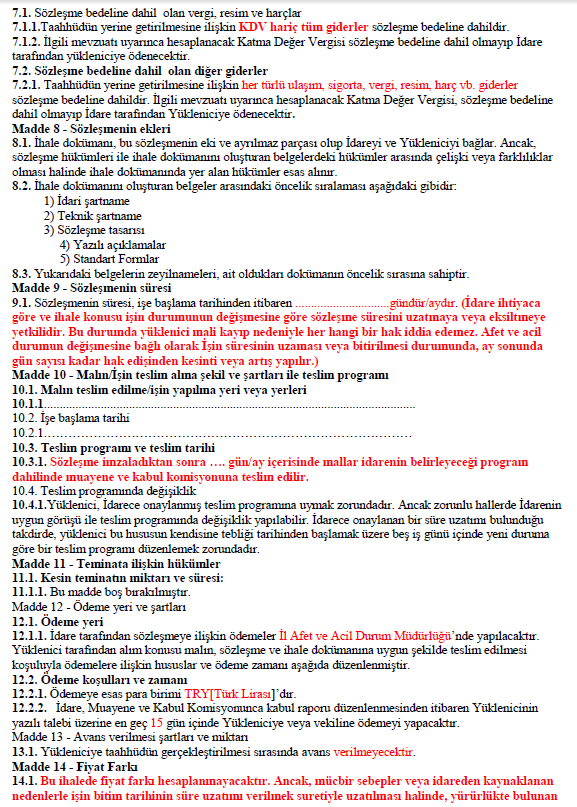 7.1. Sözleşme bedeline dahil olan vergi, resim ve harçlar
7.1.1.Taahhüdün yerine getirilmesine ilişkin KDV hariç tüm giderler sözleşme bedeline dahildir.
7.1.2. İlgili mevzuatı uyarınca hesaplanacak Katma Değer Vergisi sözleşme bedeline dahil olmayıp İdare
tarafından yükleniciye ödenecektir.
7.2. Sözleşme bedeline dahil olan diğer giderler
7.2.1. Taahhüdün yerine getirilmesine ilişkin her türlü ulaşım, sigorta, vergi, resim, harç vb. giderler
sözleşme bedeline dahildir. İlgili mevzuatı uyarınca hesaplanacak Katma Değer Vergisi, sözleşme bedeline
dahil olmayıp İdare tarafından Yükleniciye ödenecektir.
Madde 8 - Sözleşmenin ekleri
8.1. İhale dokümanı, bu sözleşmenin eki ve ayrılmaz parçası olup İdareyi ve Yükleniciyi bağlar. Ancak,
sözleşme hükümleri ile ihale dokümanını oluşturan belgelerdeki hükümler arasında çelişki veya farklılıklar
olması halinde ihale dokümanında yer alan hükümler esas alınır.
8.2. İhale dokümanını oluşturan belgeler arasındaki öncelik sıralaması aşağıdaki gibidir:
1) İdari şartname
2) Teknik şartname
3) Sözleşme tasarısı
4) Yazılı açıklamalar
5) Standart Formlar
8.3. Yukarıdaki belgelerin zeyilnameleri, ait oldukları dokümanın öncelik sırasına sahiptir.
Madde 9 - Sözleşmenin süresi
9.1. Sözleşmenin süresi, işe başlama tarihinden itibaren ..............................gündür/aydır. (İdare ihtiyaca
göre ve ihale konusu işin durumunun değişmesine göre sözleşme süresini uzatmaya veya eksiltmeye
yetkilidir. Bu durumda yüklenici mali kayıp nedeniyle her hangi bir hak iddia edemez. Afet ve acil
durumun değişmesine bağlı olarak İşin süresinin uzaması veya bitirilmesi durumunda, ay sonunda
gün sayısı kadar hak edişinden kesinti veya artış yapılır.)
Madde 10 - Malın/İşin teslim alma şekil ve şartları ile teslim programı
10.1. Malın teslim edilme/işin yapılma yeri veya yerleri
10.1.1......................................................................................................................
10.2. İşe başlama tarihi
10.2.1……………………………………………………………………
10.3. Teslim programı ve teslim tarihi
10.3.1. Sözleşme imzaladıktan sonra …. gün/ay içerisinde mallar idarenin belirleyeceği program
dahilinde muayene ve kabul komisyonuna teslim edilir.
10.4. Teslim programında değişiklik
10.4.1.Yüklenici, İdarece onaylanmış teslim programına uymak zorundadır. Ancak zorunlu hallerde İdarenin
uygun görüşü ile teslim programında değişiklik yapılabilir. İdarece onaylanan bir süre uzatımı bulunduğu
takdirde, yüklenici bu hususun kendisine tebliği tarihinden başlamak üzere beş iş günü içinde yeni duruma
göre bir teslim programı düzenlemek zorundadır.
Madde 11 - Teminata ilişkin hükümler
11.1. Kesin teminatın miktarı ve süresi:
11.1.1. Bu madde boş bırakılmıştır.
Madde 12 - Ödeme yeri ve şartları
12.1. Ödeme yeri
12.1.1. İdare tarafından sözleşmeye ilişkin ödemeler İl Afet ve Acil Durum Müdürlüğü'nde yapılacaktır.
Yüklenici tarafından alım konusu malın, sözleşme ve ihale dokümanına uygun şekilde teslim edilmesi
koşuluyla ödemelere ilişkin hususlar ve ödeme zamanı aşağıda düzenlenmiştir.
12.2. Ödeme koşulları ve zamanı
12.2.1. Ödemeye esas para birimi TRY[Türk Lirası]'dır.
12.2.2. İdare, Muayene ve Kabul Komisyonunca kabul raporu düzenlenmesinden itibaren Yüklenicinin
yazılı talebi üzerine en geç 15 gün içinde Yükleniciye veya vekiline ödemeyi yapacaktır.
Madde 13 - Avans verilmesi şartları ve miktarı
13.1. Yükleniciye taahhüdün gerçekleştirilmesi sırasında avans verilmeyecektir.
Madde 14 - Fiyat Farkı
14.1. Bu ihalede fiyat farkı hesaplanmayacaktır. Ancak, mücbir sebepler veya idareden kaynaklanan
nedenlerle işin bitim tarihinin süre uzatımı verilmek suretiyle uzatılması halinde, yürürlükte bulunan